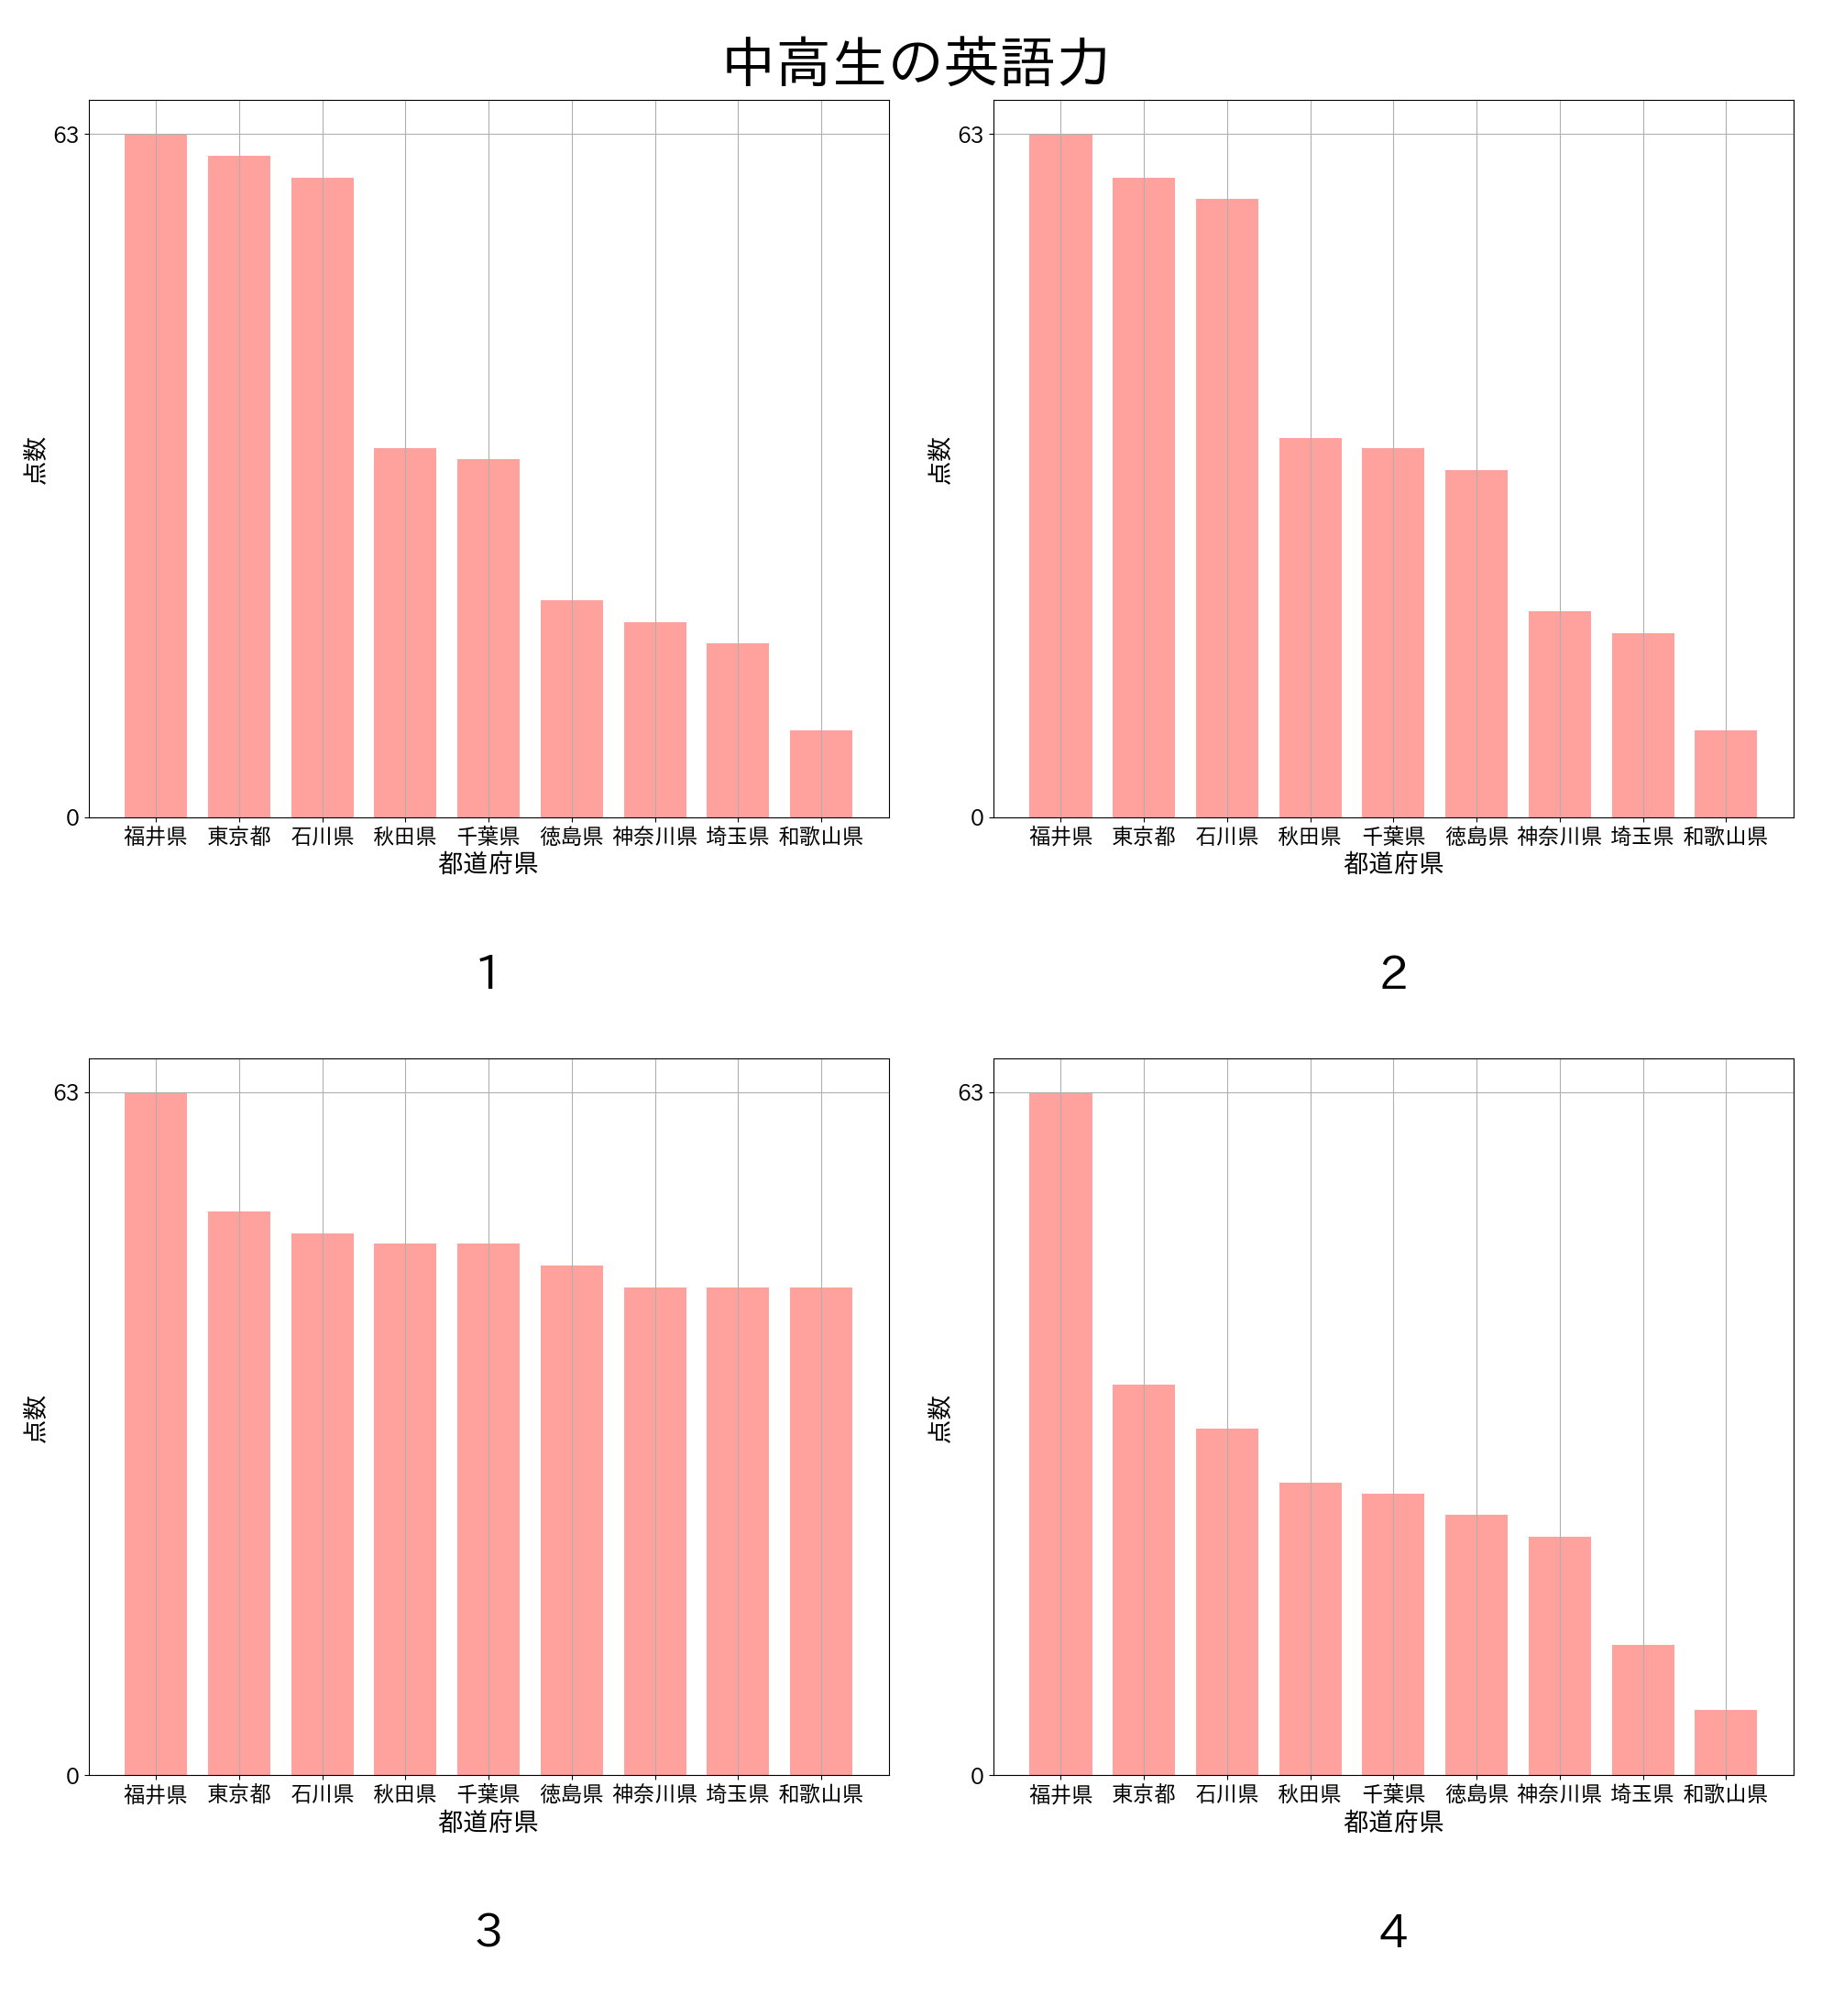 中高生の英語力
63
点数
0
福井県 東京都 石川県 秋田県 千葉県 徳島県 神奈川県 埼玉県 和歌山県
都道府県
1
63
点数
0
福井県 東京都 石川県 秋田県 千葉県 徳島県 神奈川県 埼玉県 和歌山県
都道府県
2
63
点数
0
福井県 東京都 石川県 秋田県 千葉県 徳島県 神奈川県 埼玉県 和歌山県
都道府県
3
63
点数
0
福井県 東京都 石川県 秋田県 千葉県 徳島県 神奈川県 埼玉県 和歌山県
都道府県
4